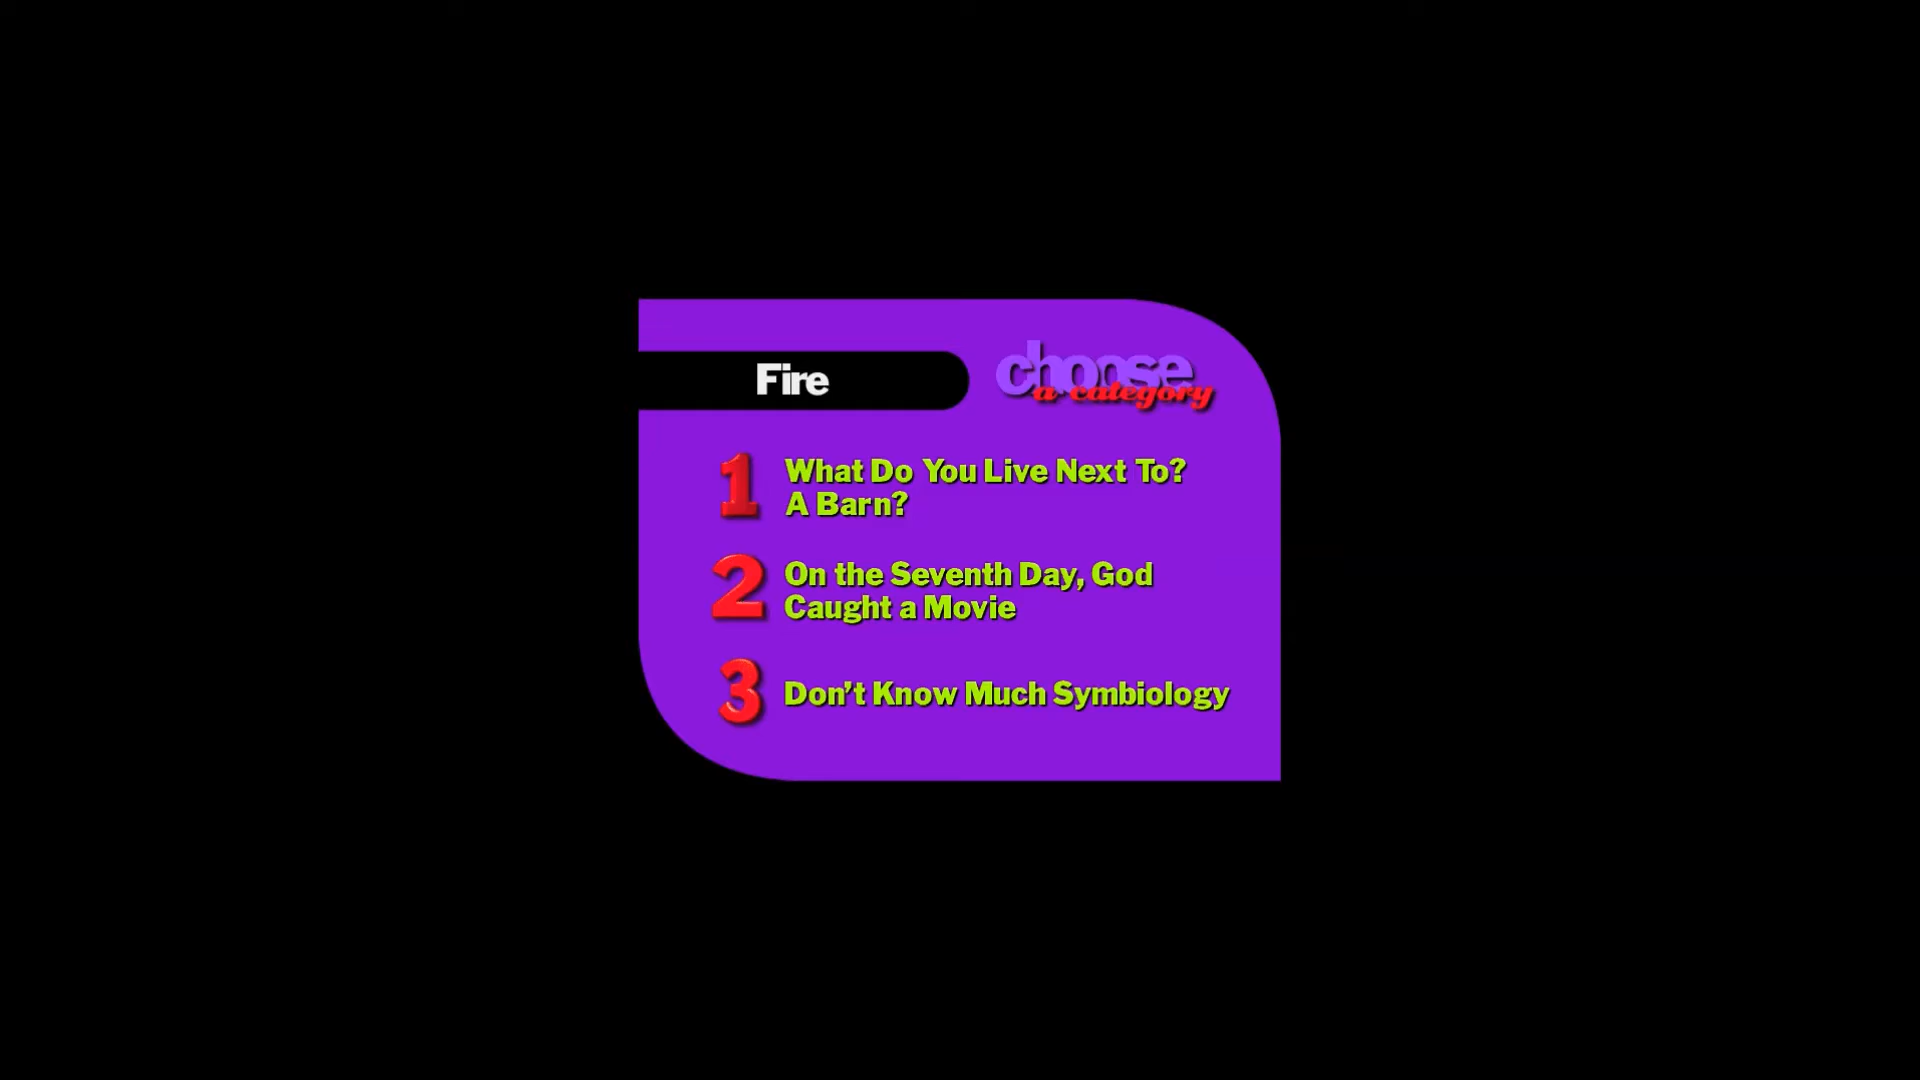 Fire
choose
a category
1 What Do You Live Next To?
A Barn?
2 On the Seventh Day, God
Caught a Movie
3 Don't Know Much Symbiology